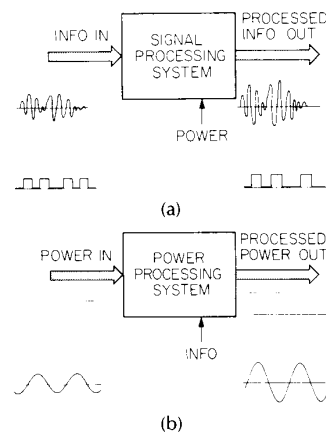 INFO IN
SIGNAL
PROCESSING
SYSTEM
PROCESSED
INFO OUT
POWER
(a)
POWER IN
POWER
PROCESSING
SYSTEM
PROCESSED
POWER OUT
INFO
(b)